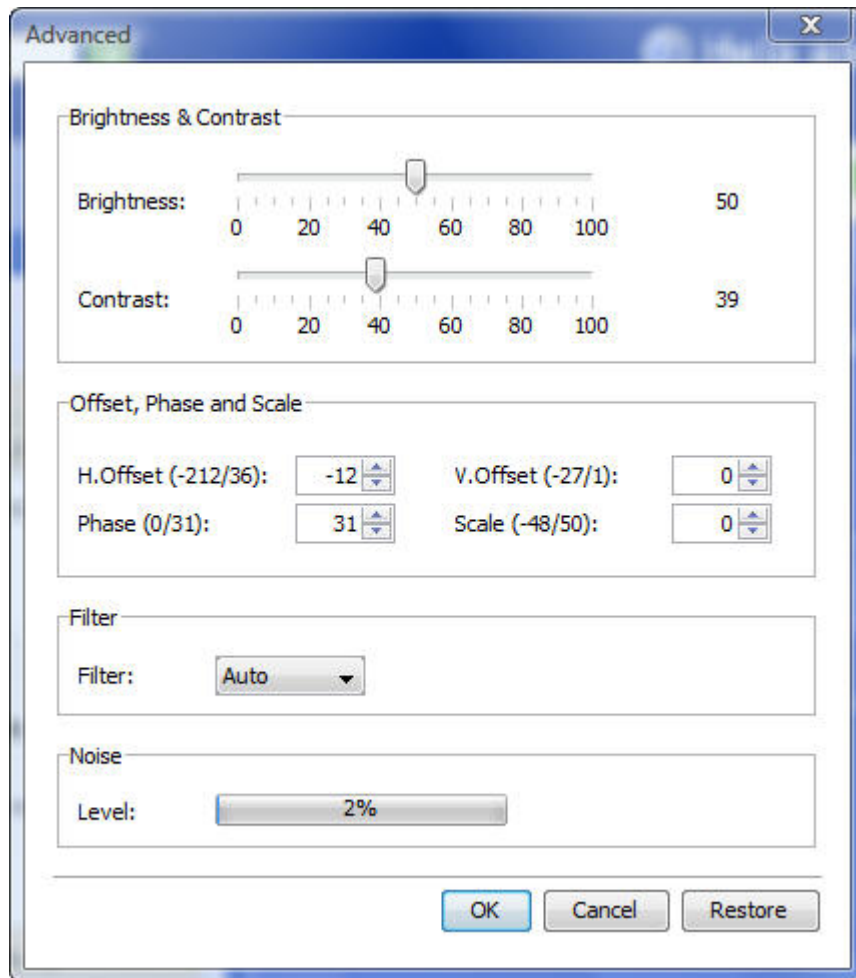 Advanced
Brightness & Contrast
Brightness:
50
0 20 40 60 80 100
Contrast:
39
0 20 40 60 80 100
Offset, Phase and Scale
H.Offset (-212/36): -12 V.Offset (-27/1): 0
Phase (0/31): 31 Scale (-48/50): 0
Filter
Filter: Auto
Noise
Level: 2%
OK Cancel Restore